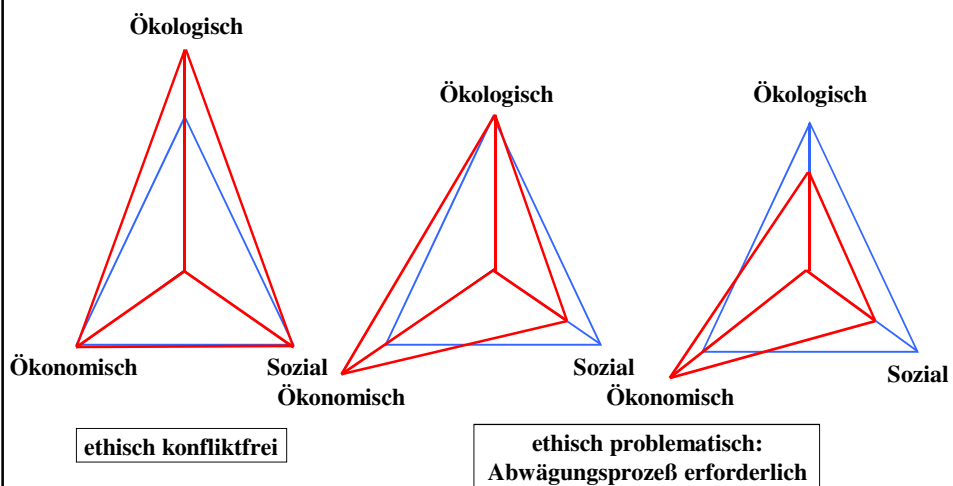 Ökologisch
Ökonomisch
Sozial
ethisch konfliktfrei
Ökologisch
Sozial
Ökonomisch
Ökologisch
Sozial
Ökonomisch
ethisch problematisch:
Abwägungsprozeß erforderlich